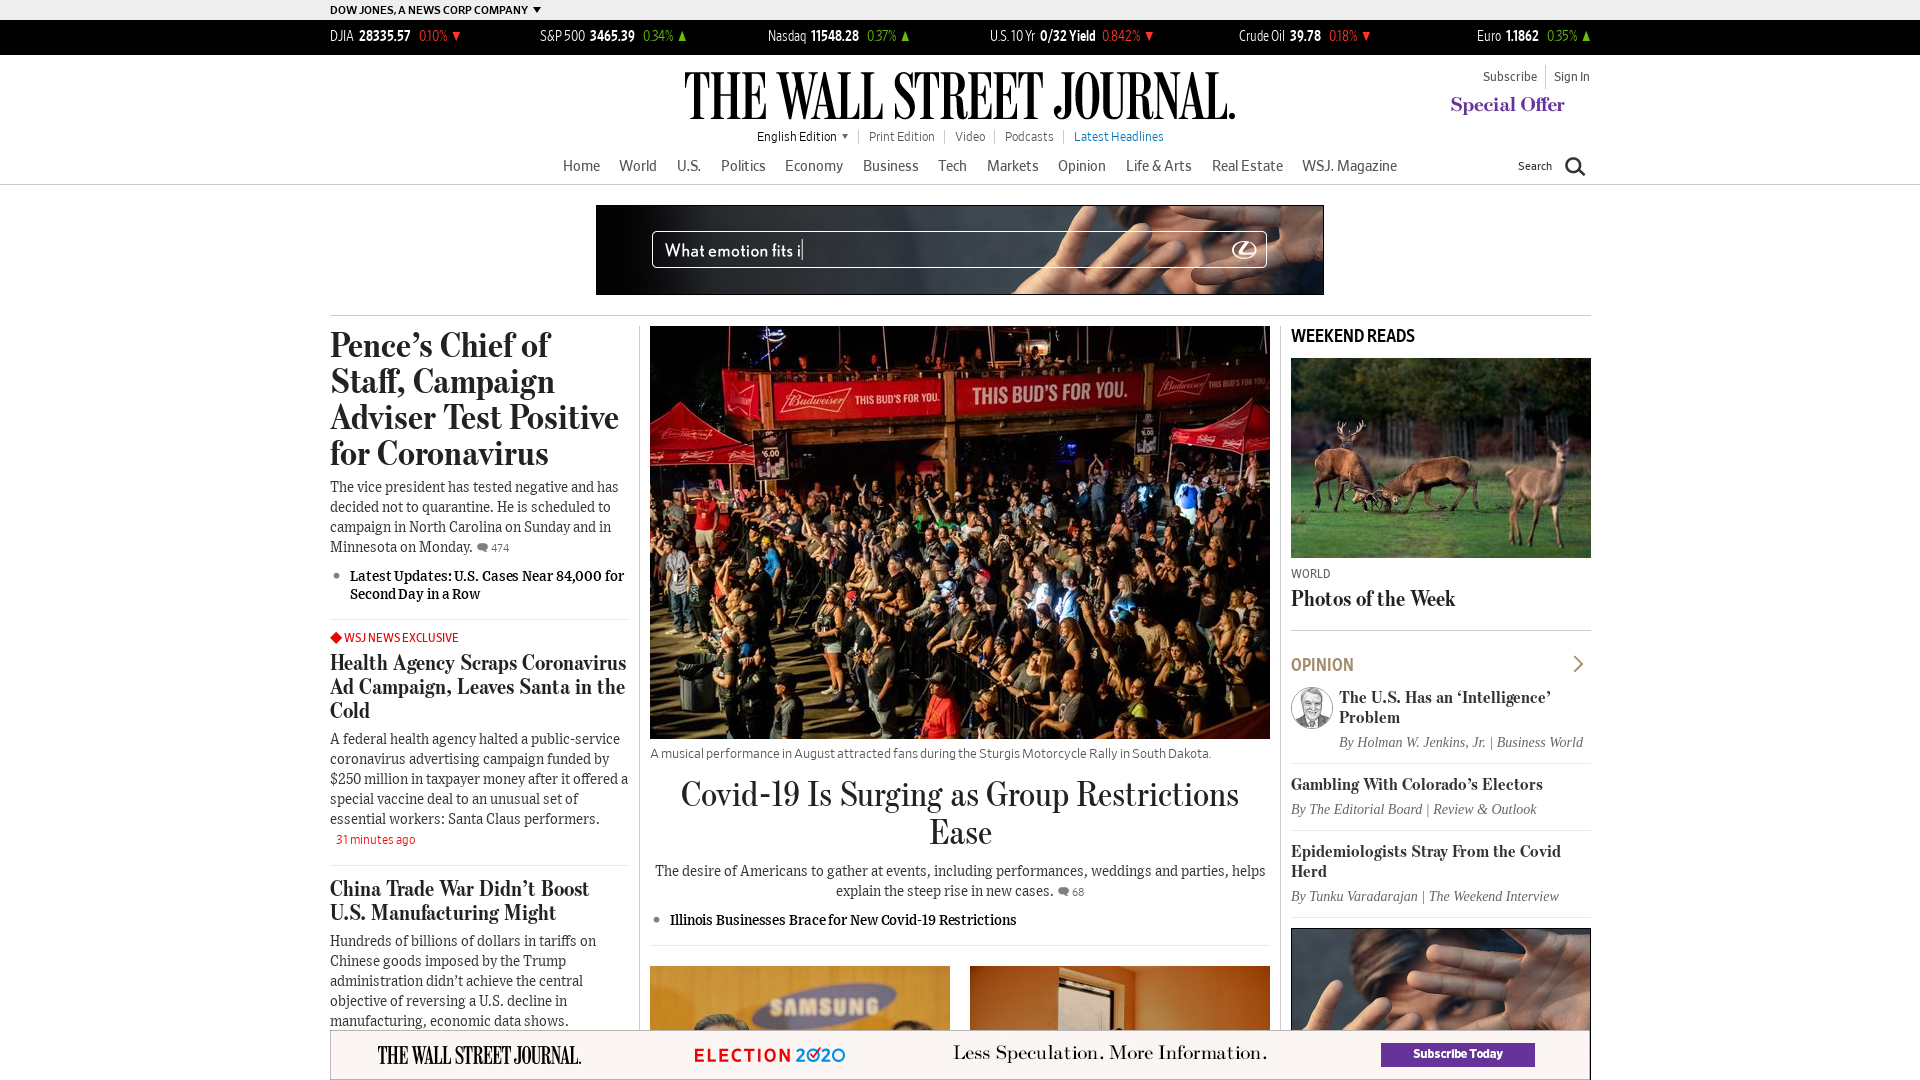 DOW JONES, A NEWS CORP COMPANY
DJIA 28335.57 0.10% S&P 500 3465.39 0.34% Nasdaq 11548.28 0.37% U.S. 10 Yr 0/32 Yield 0.842% Crude Oil 39.78 0.18% Euro 1.1862 0.35%
THE WALL STREET JOURNAL.
Subscribe Sign In
Special Offer
English Edition Print Edition Video Podcasts Latest Headlines
Home World U.S. Politics Economy Business Tech Markets Opinion Life & Arts Real Estate WSJ. Magazine Search
What emotion fits i
Pence’s Chief of
Staff, Campaign
Adviser Test Positive
for Coronavirus
The vice president has tested negative and has
decided not to quarantine. He is scheduled to
campaign in North Carolina on Sunday and in
Minnesota on Monday. 474
Latest Updates: U.S. Cases Near 84,000 for
Second Day in a Row
WSJ NEWS EXCLUSIVE
Health Agency Scraps Coronavirus
Ad Campaign, Leaves Santa in the
Cold
A federal health agency halted a public-service
coronavirus advertising campaign funded by
$250 million in taxpayer money after it offered a
special vaccine deal to an unusual set of
essential workers: Santa Claus performers.
31 minutes ago
China Trade War Didn’t Boost
U.S. Manufacturing Might
Hundreds of billions of dollars in tariffs on
Chinese goods imposed by the Trump
administration didn’t achieve the central
objective of reversing a U.S. decline in
manufacturing, economic data shows.
Budweiser THIS BUD'S FOR YOU. THIS BUD'S FOR YOU. Budweiser THIS BUD'S FOR YOU.
Budweiser
$6.00
A musical performance in August attracted fans during the Sturgis Motorcycle Rally in South Dakota.
Covid-19 Is Surging as Group Restrictions
Ease
The desire of Americans to gather at events, including performances, weddings and parties, helps
explain the steep rise in new cases. 68
Illinois Businesses Brace for New Covid-19 Restrictions
SAMSUNG
WEEKEND READS
WORLD
Photos of the Week
OPINION
The U.S. Has an ‘Intelligence’
Problem
By Holman W. Jenkins, Jr. | Business World
Gambling With Colorado’s Electors
By The Editorial Board | Review & Outlook
Epidemiologists Stray From the Covid
Herd
By Tunku Varadarajan | The Weekend Interview
THE WALL STREET JOURNAL. ELECTION 2020 Less Speculation. More Information. Subscribe Today